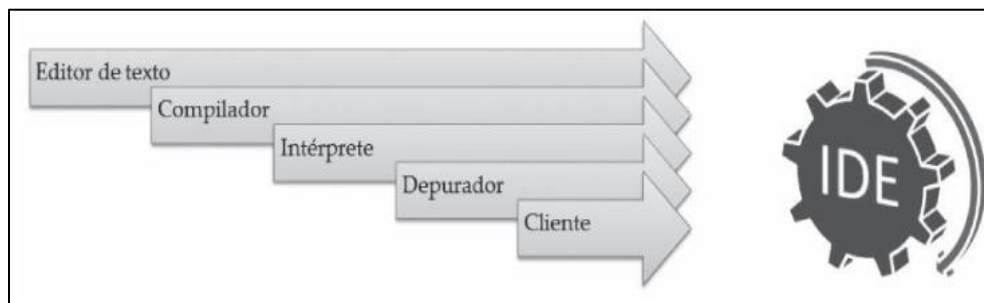 Editor de texto
Compilador
Intérprete
Depurador
Cliente
IDE